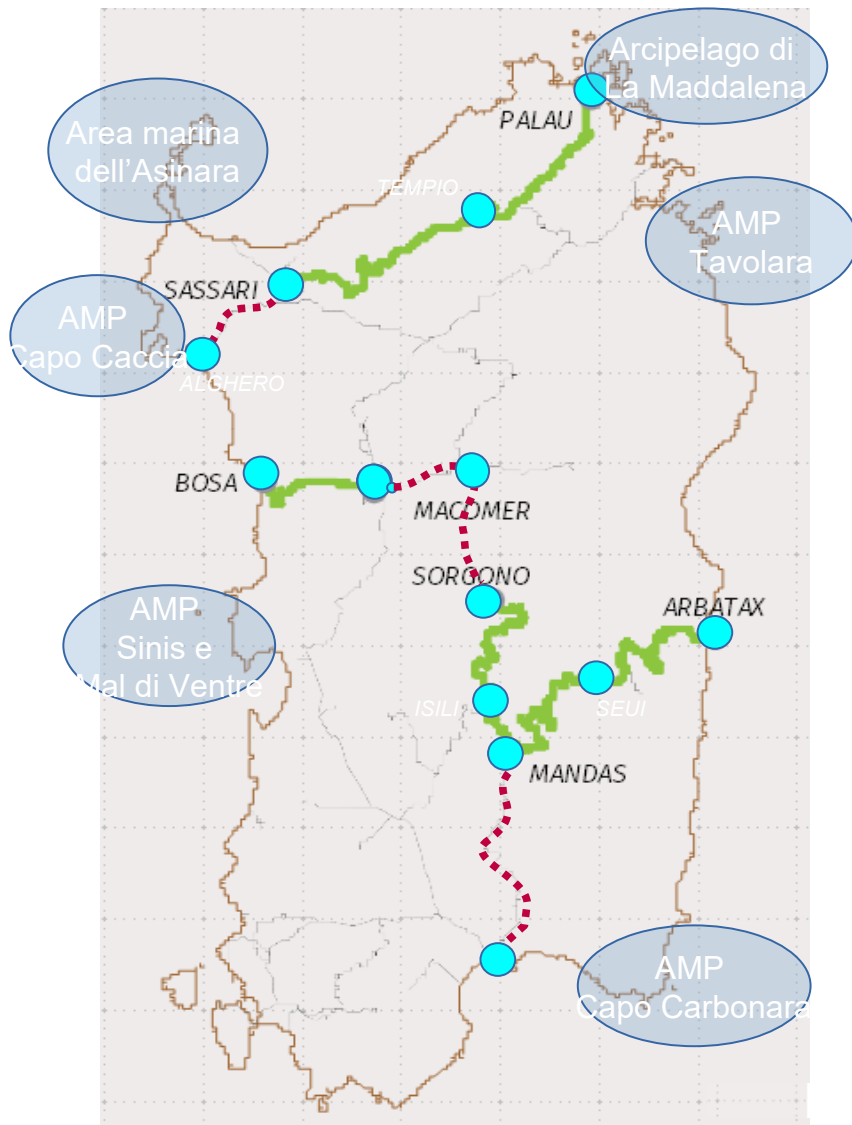 Arcipelago di
La Maddalena
PALAU
Area marina
dell'Asinara
TEMPIO
AMP
Tavolara
SASSARI
AMP
Capo Caccia
ALGHERO
BOSA
MACOMER
SORGONO
ARBATAX
AMP
Sinis e
Mal di Ventre
ISILI
SEUI
MANDAS
AMP
Capo Carbonara